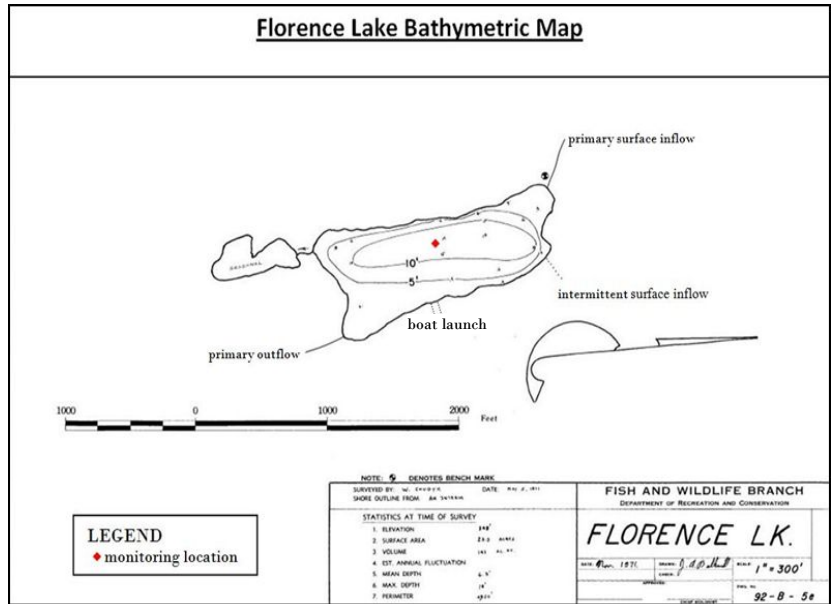 Florence Lake Bathymetric Map
primary surface inflow
SEASONAL
10'
5'
intermittent surface inflow
boat launch
primary outflow
1000 0 1000 2000
Feet
NOTE: DENOTES BENCH MARK
SURVEYED BY: W. DATE:
SHORE OUTLINE FROM:
STATISTICS AT TIME OF SURVEY
1. ELEVATION
2. SURFACE AREA
3. VOLUME
4. EST. ANNUAL FLUCTUATION
5. MEAN DEPTH
6. MAX. DEPTH
7. PERIMETER
FISH AND WILDLIFE BRANCH
DEPARTMENT OF RECREATION AND CONSERVATION
FLORENCE LK.
DATE: DRAWN: SCALE: 1" = 300'
APPROVED:
DWG. NO. 92-B-5e
LEGEND
monitoring location